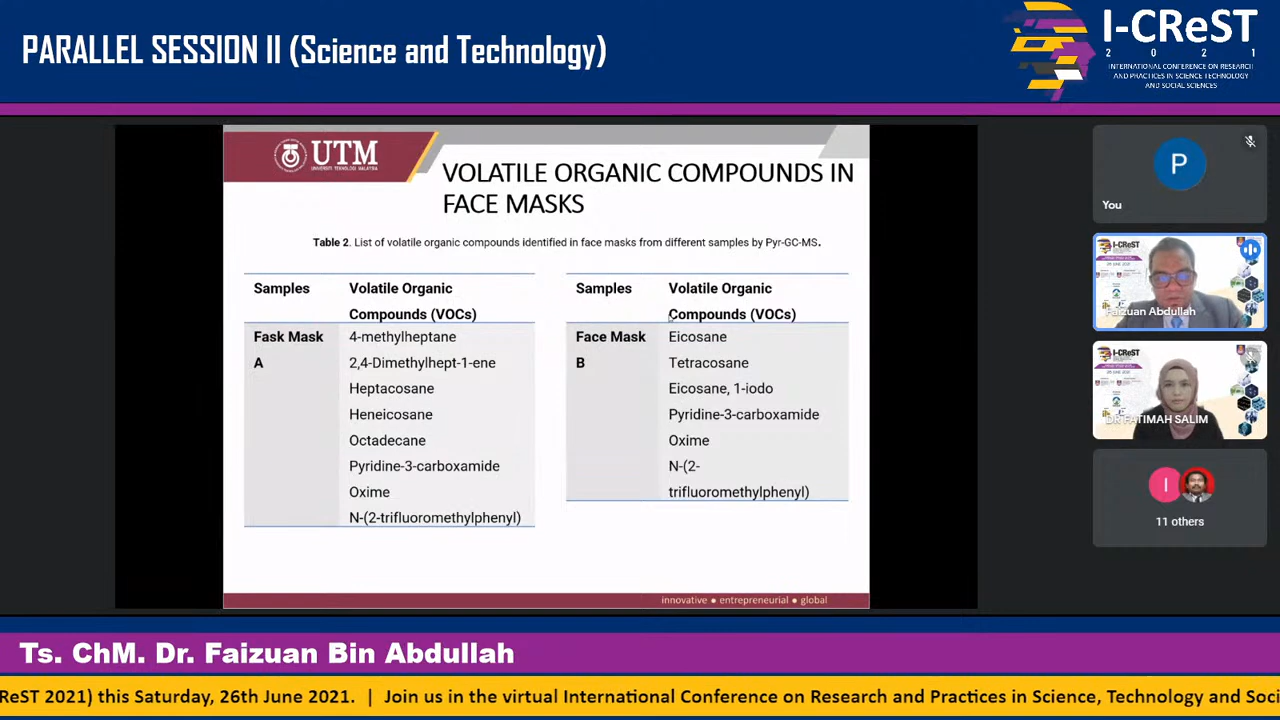 PARALLEL SESSION II (Science and Technology)
I-CReST
2 0 2 1
INTERNATIONAL CONFERENCE ON RESEARCH
AND PRACTICES IN SCIENCE TECHNOLOGY
AND SOCIAL SCIENCES
UTM
UNIVERSITI TEKNOLOGI MALAYSIA
VOLATILE ORGANIC COMPOUNDS IN
FACE MASKS
Table 2. List of volatile organic compounds identified in face masks from different samples by Pyr-GC-MS.
Samples
Volatile Organic
Compounds (VOCs)
Fask Mask
A
4-methylheptane
2,4-Dimethylhept-1-ene
Heptacosane
Heneicosane
Octadecane
Pyridine-3-carboxamide
Oxime
N-(2-trifluoromethylphenyl)
Samples
Volatile Organic
Compounds (VOCs)
Face Mask
B
Eicosane
Tetracosane
Eicosane, 1-iodo
Pyridine-3-carboxamide
Oxime
N-(2-
trifluoromethylphenyl)
innovative ● entrepreneurial ● global
P
You
I-CReST
Faizuan Abdullah
I-CReST
DR FATIMAH SALIM
I
11 others
Ts. ChM. Dr. Faizuan Bin Abdullah
ReST 2021) this Saturday, 26th June 2021. | Join us in the virtual International Conference on Research and Practices in Science, Technology and Soci